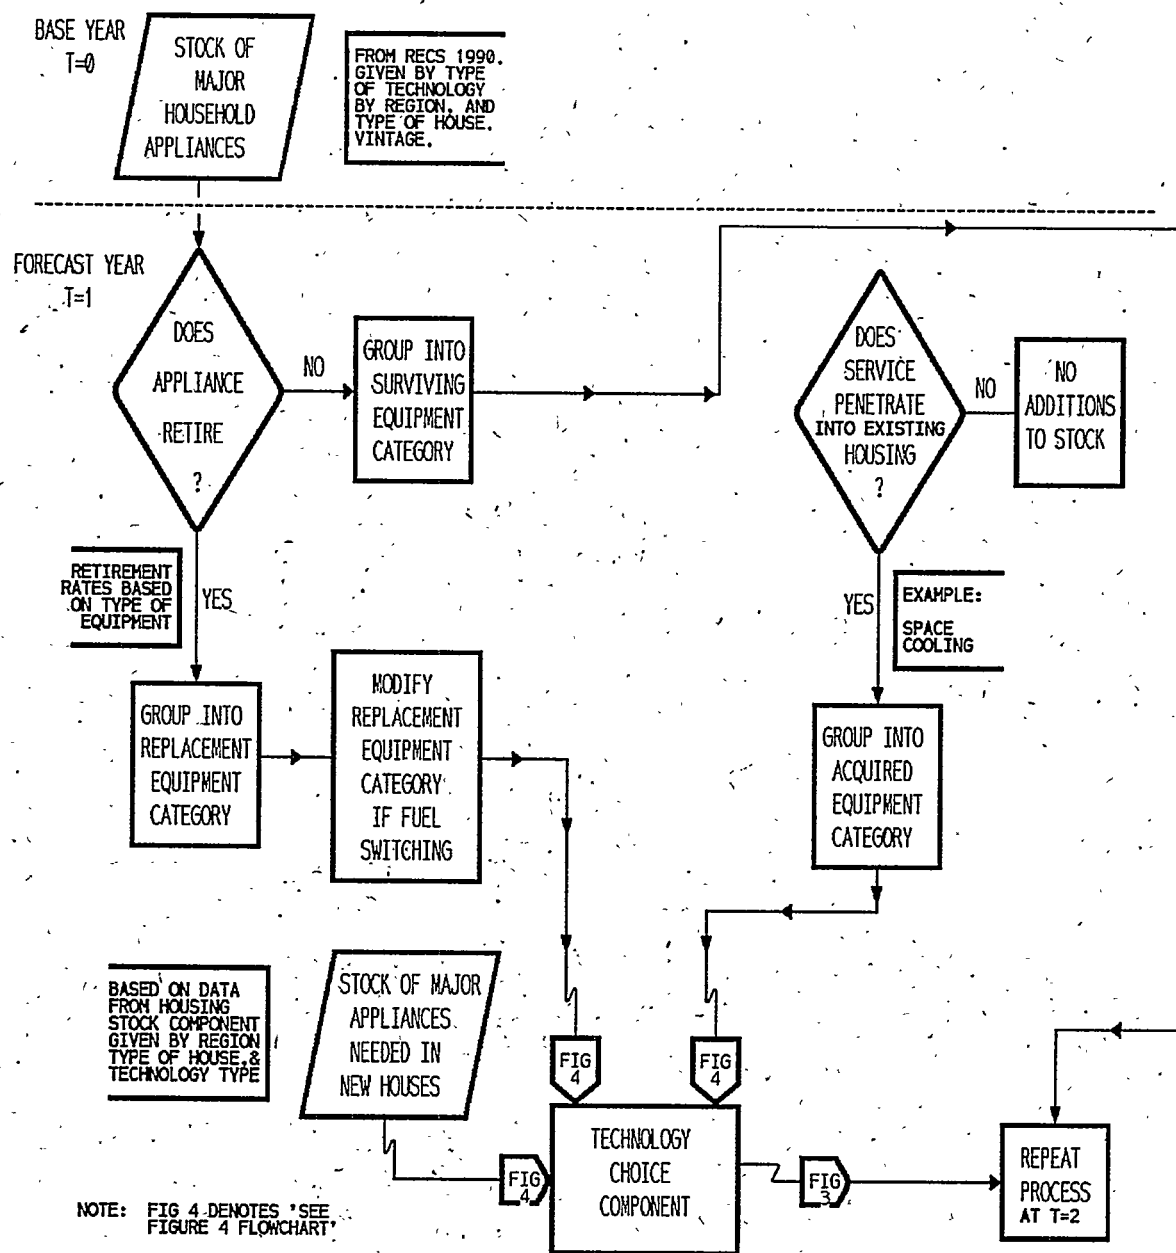 BASE YEAR
T=0
STOCK OF
MAJOR
HOUSEHOLD
APPLIANCES
FROM RECS 1990.
GIVEN BY TYPE
OF TECHNOLOGY
BY REGION, AND
TYPE OF HOUSE.
VINTAGE.
FORECAST YEAR
T=1
DOES
APPLIANCE
RETIRE
?
NO
GROUP INTO
SURVIVING
EQUIPMENT
CATEGORY
DOES
SERVICE
PENETRATE
INTO EXISTING
HOUSING
?
NO
NO
ADDITIONS
TO STOCK
RETIREMENT
RATES BASED
ON TYPE OF
EQUIPMENT
YES
YES
EXAMPLE:
SPACE
COOLING
GROUP INTO
REPLACEMENT
EQUIPMENT
CATEGORY
MODIFY
REPLACEMENT
EQUIPMENT
CATEGORY
IF FUEL
SWITCHING
GROUP INTO
ACQUIRED
EQUIPMENT
CATEGORY
BASED ON DATA
FROM HOUSING
STOCK COMPONENT
GIVEN BY REGION
TYPE OF HOUSE,&
TECHNOLOGY TYPE
STOCK OF MAJOR
APPLIANCES
NEEDED IN
NEW HOUSES
FIG
4
FIG
4
FIG
4
TECHNOLOGY
CHOICE
COMPONENT
FIG
3
REPEAT
PROCESS
AT T=2
NOTE: FIG 4 DENOTES 'SEE
FIGURE 4 FLOWCHART'